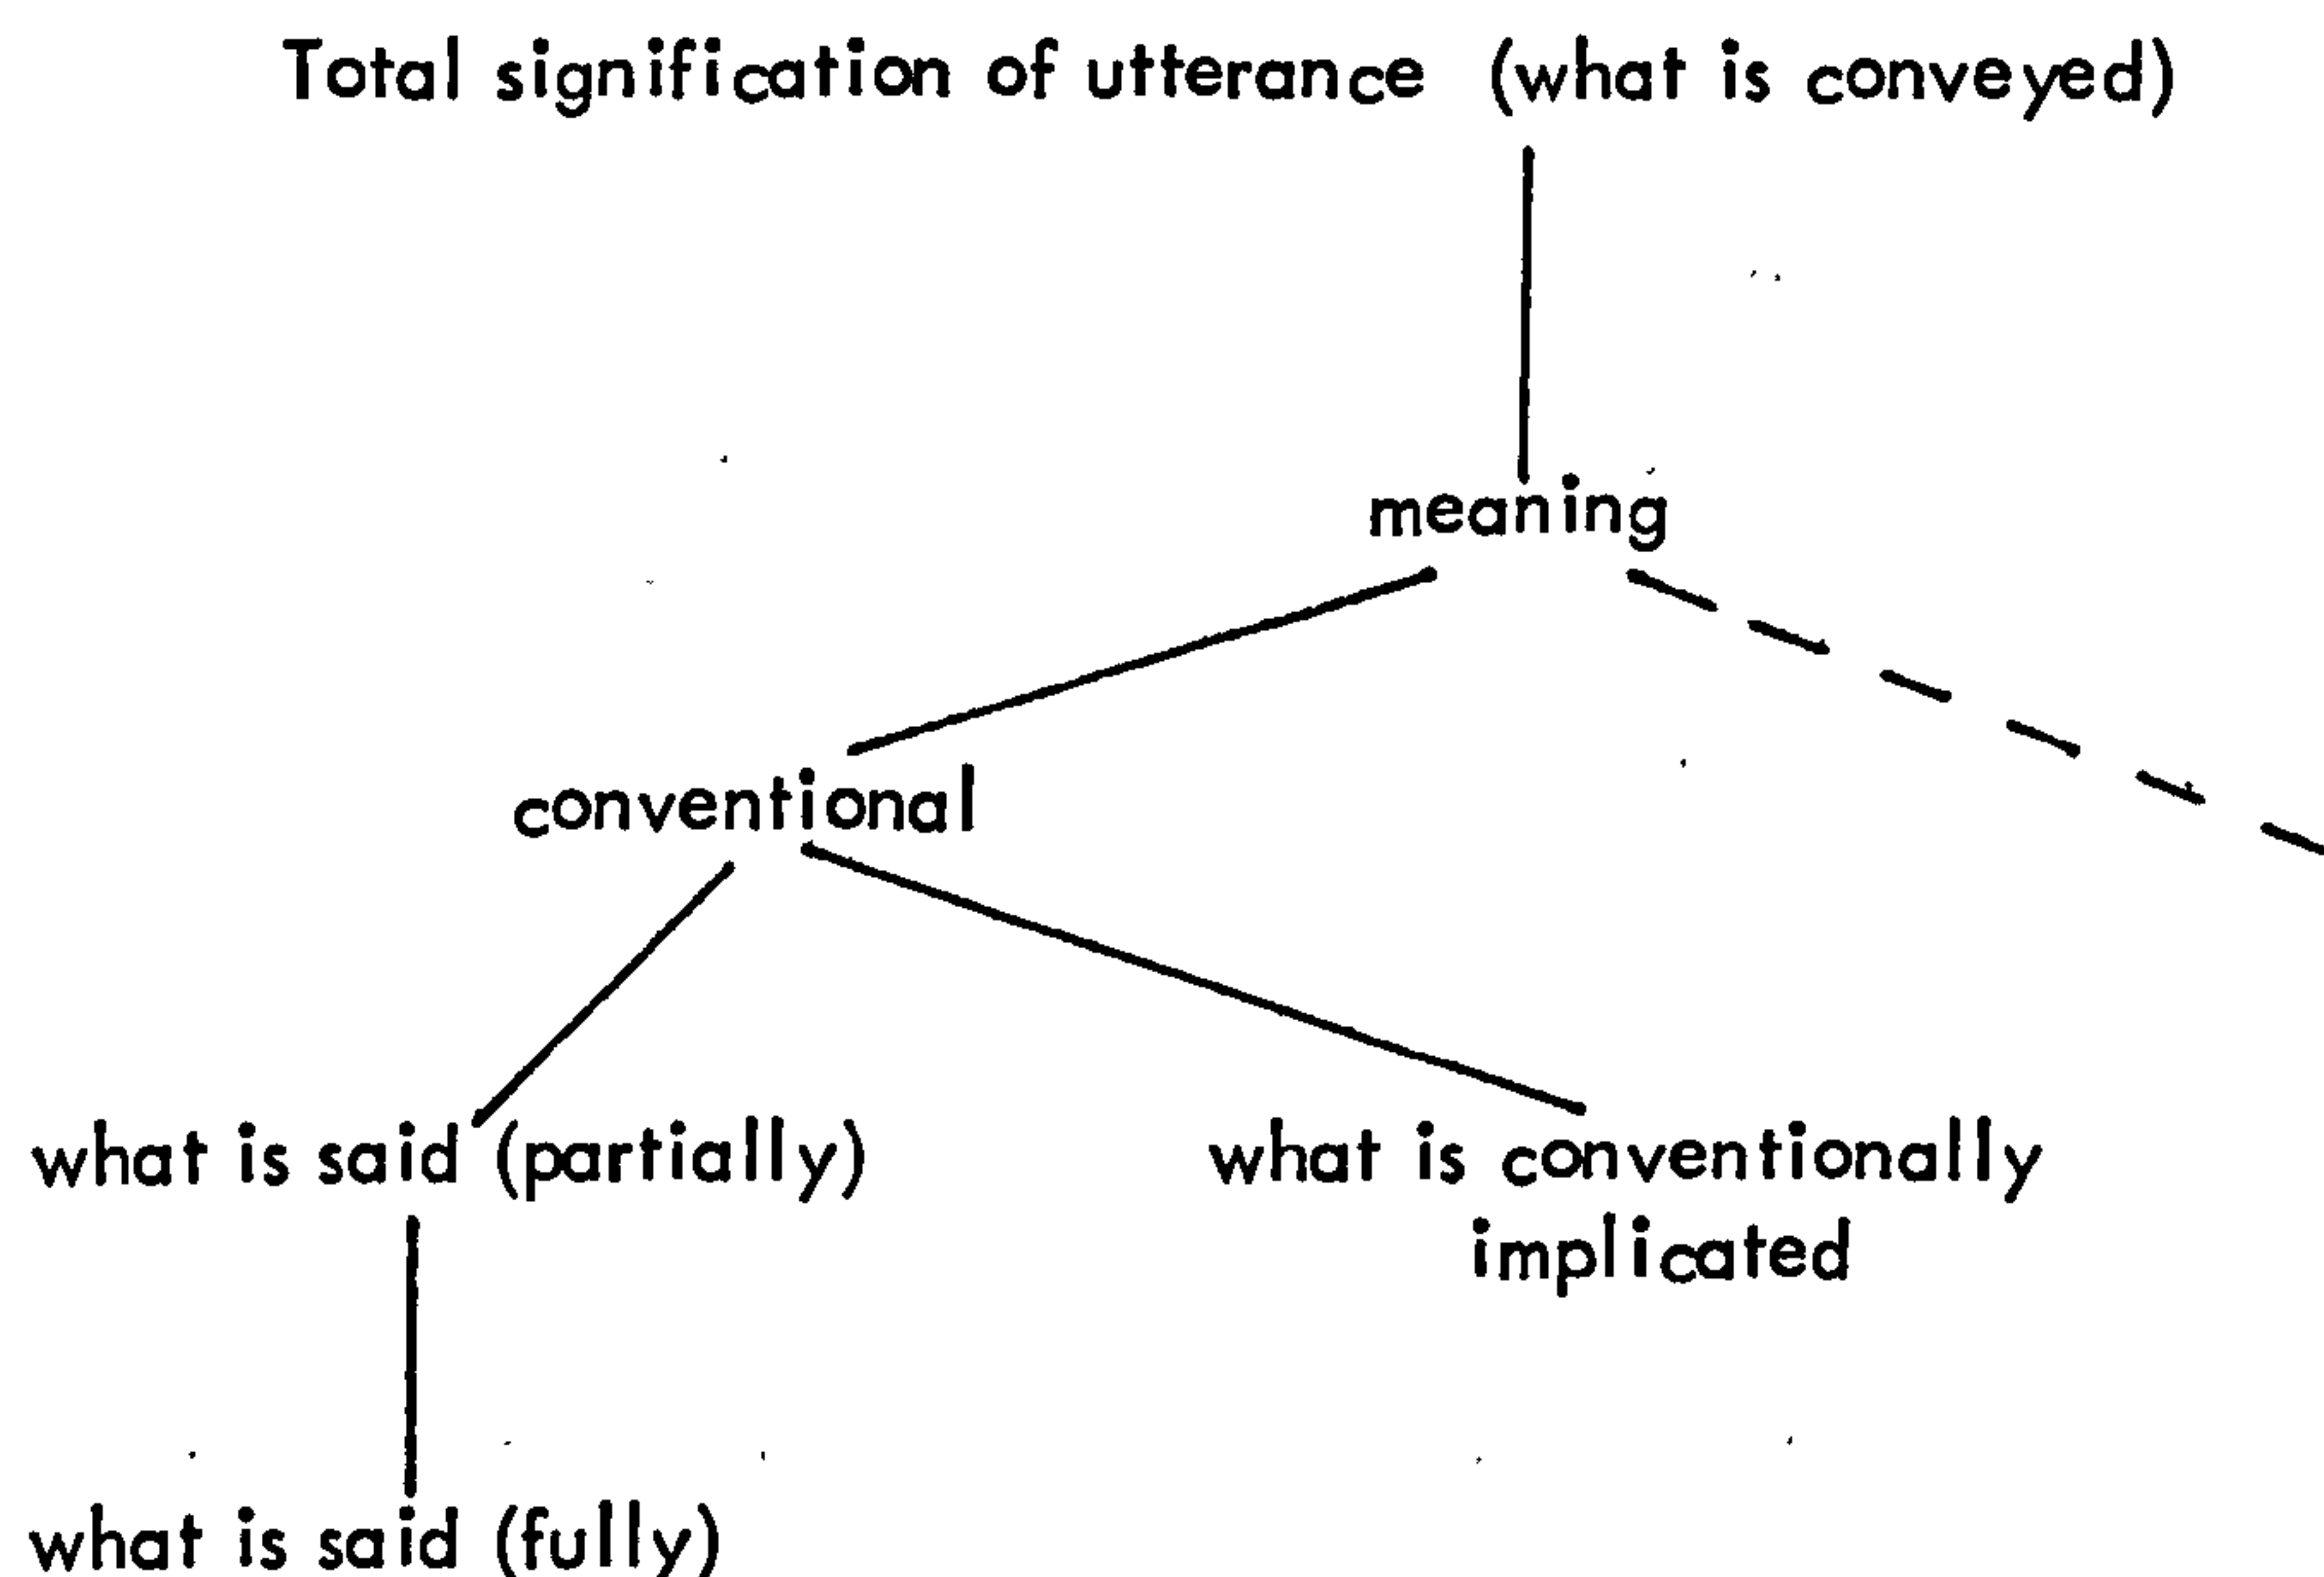 Total signification of utterance (what is conveyed)
meaning
conventional
what is said (partially)
what is conventionally
implicated
what is said (fully)